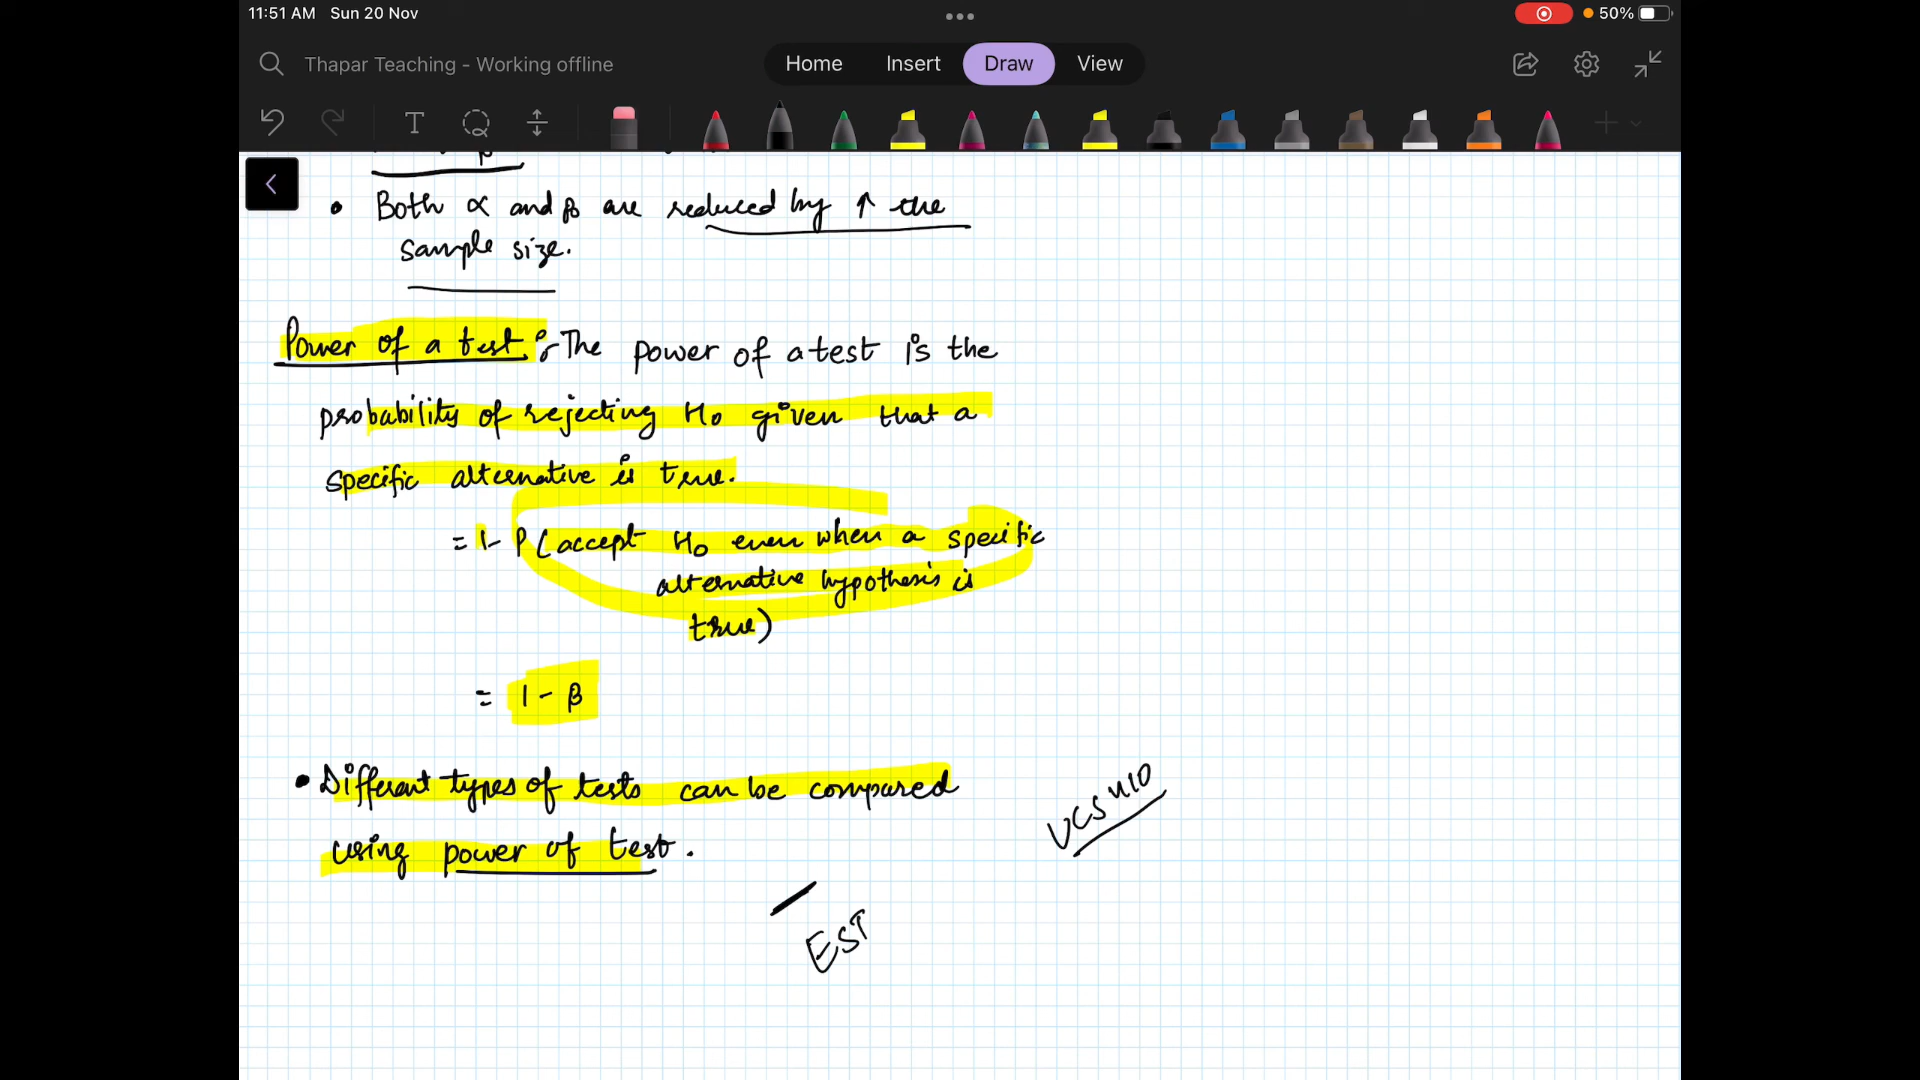 11:51 AM Sun 20 Nov
50%
Thapar Teaching - Working offline
Home Insert Draw View
T
• Both α and β are reduced by ↑ the
sample size.
Power of a test :- The power of a test is the
probability of rejecting H0 given that a
specific alternative is true.
= 1 - P (accept H0 even when a specific
alternative hypothesis is
true)
= 1 - β
• Different types of tests can be compared
using power of test.
UCS410
EST